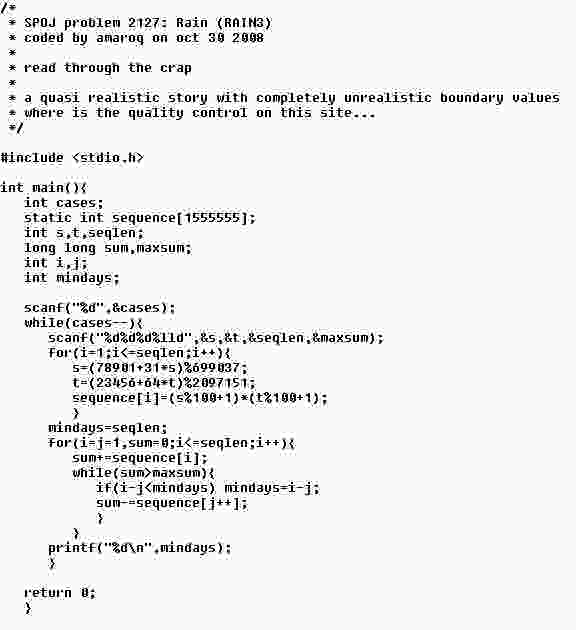 /*
 * SPOJ problem 2127: Rain (RAIN3)
 * coded by amaroq on oct 30 2008
 *
 * read through the crap
 *
 * a quasi realistic story with completely unrealistic boundary values
 * where is the quality control on this site...
 */

#include <stdio.h>

int main(){
   int cases;
   static int sequence[1555555];
   int s,t,seqlen;
   long long sum,maxsum;
   int i,j;
   int mindays;

   scanf("%d",&cases);
   while(cases--){
      scanf("%d%d%d%lld",&s,&t,&seqlen,&maxsum);
      for(i=1;i<=seqlen;i++){
         s=(78901+31*s)%699037;
         t=(23456+64*t)%2097151;
         sequence[i]=(s%100+1)*(t%100+1);
         }
      mindays=seqlen;
      for(i=j=1,sum=0;i<=seqlen;i++){
         sum+=sequence[i];
         while(sum>maxsum){
            if(i-j<mindays) mindays=i-j;
            sum-=sequence[j++];
            }
         }
      printf("%d\n",mindays);
      }

   return 0;
   }